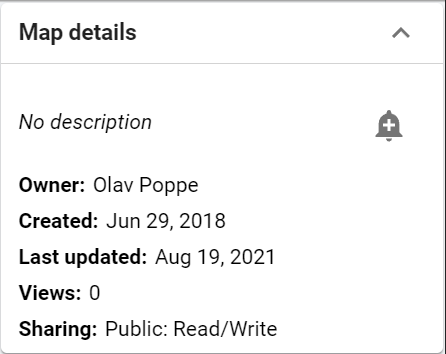 Map details
No description
Owner: Olav Poppe
Created: Jun 29, 2018
Last updated: Aug 19, 2021
Views: 0
Sharing: Public: Read/Write